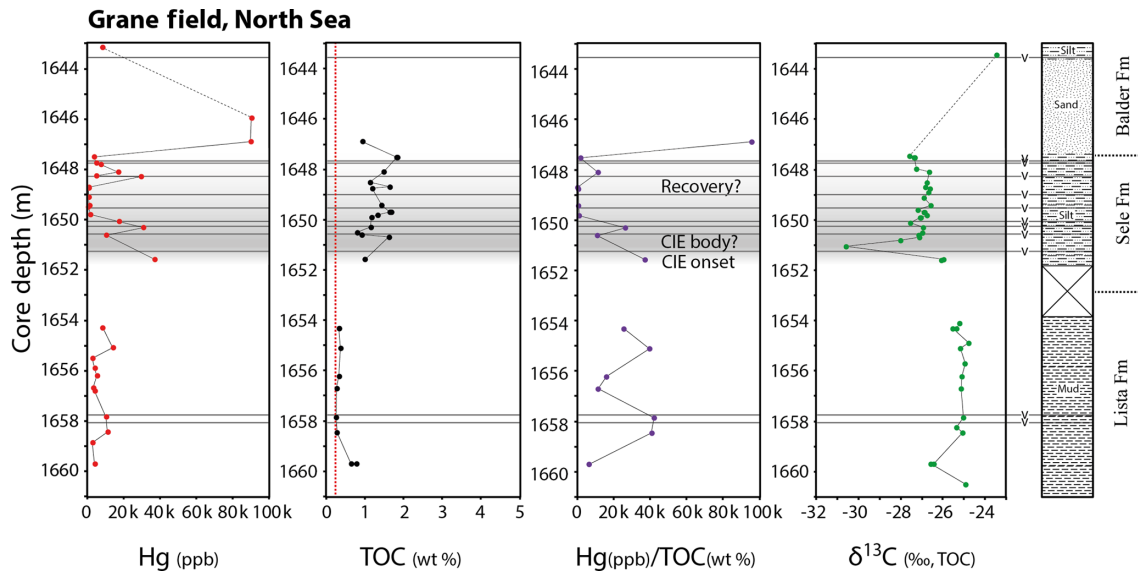 Grane field, North Sea
Core depth (m)
1644
1646
1648
1650
1652
1654
1656
1658
1660
0
20k
40k
60k
80k
100k
Hg (ppb)
1644
1646
1648
1650
1652
1654
1656
1658
1660
0
1
2
3
4
5
TOC (wt %)
1644
1646
1648
1650
1652
1654
1656
1658
1660
Recovery?
CIE body?
CIE onset
0
20k
40k
60k
80k
100k
Hg(ppb)/TOC(wt %)
1644
1646
1648
1650
1652
1654
1656
1658
1660
-32
-30
-28
-26
-24
δ¹³C (‰, TOC)
V
V
V
V
V
V
V
V
V
V
V
V
V
Silt
Sand
Silt
Mud
Balder Fm
Sele Fm
Lista Fm